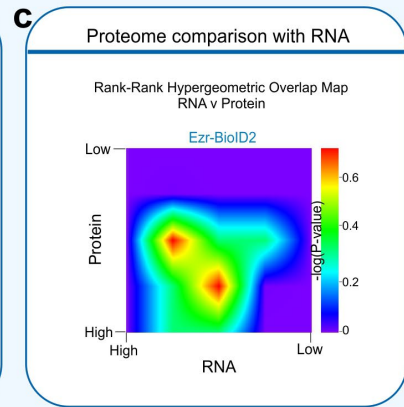 c
Proteome comparison with RNA
Rank-Rank Hypergeometric Overlap Map
RNA v Protein
Ezr-BioID2
Low
Protein
High
High
Low
RNA
0.6
0.4
0.2
0
-log(P-value)